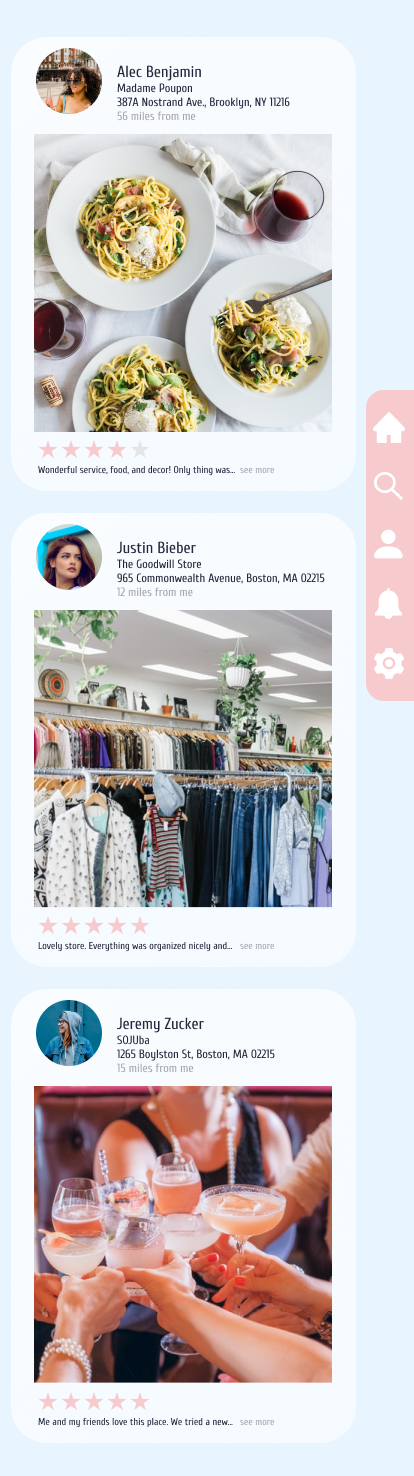 Alec Benjamin
Madame Poupon
387A Nostrand Ave., Brooklyn, NY 11216
56 miles from me
Wonderful service, food, and decor! Only thing was... see more
Justin Bieber
The Goodwill Store
965 Commonwealth Avenue, Boston, MA 02215
12 miles from me
Lovely store. Everything was organized nicely and... see more
Jeremy Zucker
SOJUba
1265 Boylston St, Boston, MA 02215
15 miles from me
Me and my friends love this place. We tried a new... see more